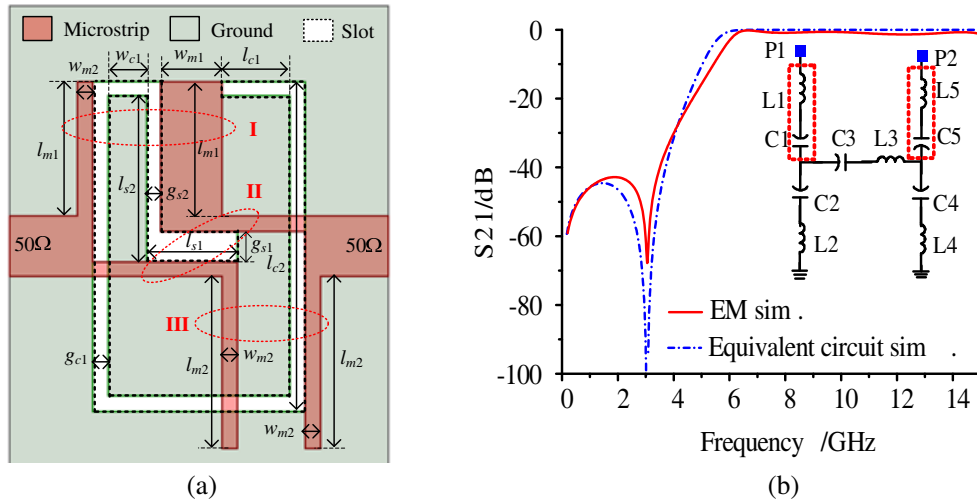 Microstrip Ground Slot
w_m2 w_c1 w_m1 l_c1
I
l_m1 l_m1
l_s2 g_s2
II
50Ω l_s1 g_s1 50Ω
l_c2
III
g_c1 l_m2 w_m2 l_m2
w_m2
(a)
S21/dB
0
-20
-40
-60
-80
-100
P1 P2
L1 L5
C1 C3 L3 C5
C2 C4
L2 L4
EM sim .
Equivalent circuit sim .
0 2 4 6 8 10 12 14
Frequency /GHz
(b)